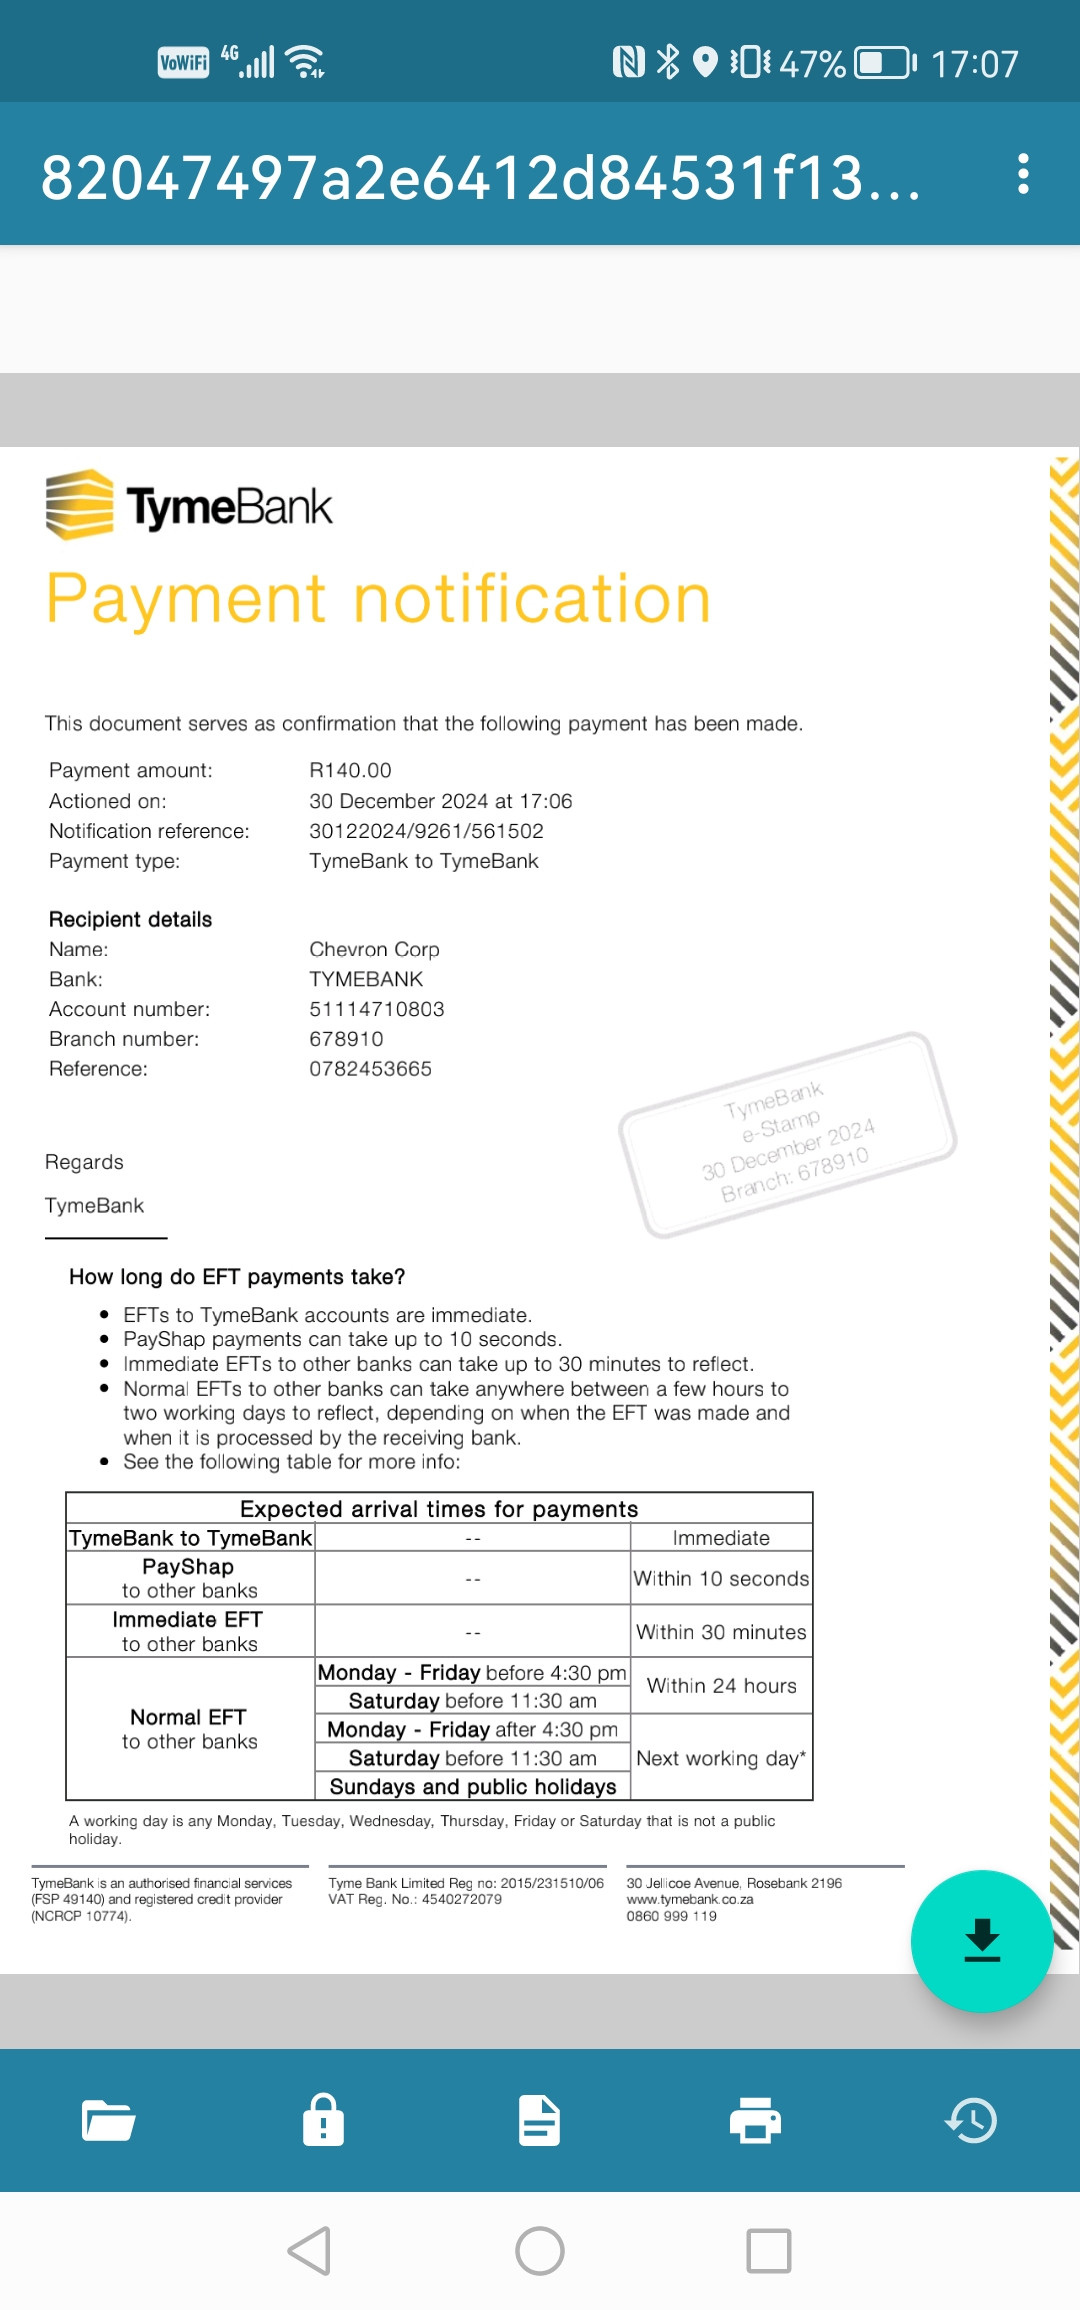 VoWiFi 4G 47% 17:07
82047497a2e6412d84531f13...
TymeBank
Payment notification
This document serves as confirmation that the following payment has been made.
Payment amount: R140.00
Actioned on: 30 December 2024 at 17:06
Notification reference: 30122024/9261/561502
Payment type: TymeBank to TymeBank
Recipient details
Name: Chevron Corp
Bank: TYMEBANK
Account number: 51114710803
Branch number: 678910
Reference: 0782453665
TymeBank
e-Stamp
30 December 2024
Branch: 678910
Regards
TymeBank
How long do EFT payments take?
• EFTs to TymeBank accounts are immediate.
• PayShap payments can take up to 10 seconds.
• Immediate EFTs to other banks can take up to 30 minutes to reflect.
• Normal EFTs to other banks can take anywhere between a few hours to
two working days to reflect, depending on when the EFT was made and
when it is processed by the receiving bank.
• See the following table for more info:
Expected arrival times for payments
TymeBank to TymeBank -- Immediate
PayShap
to other banks -- Within 10 seconds
Immediate EFT
to other banks -- Within 30 minutes
Normal EFT
to other banks
Monday - Friday before 4:30 pm
Saturday before 11:30 am
Within 24 hours
Monday - Friday after 4:30 pm
Saturday before 11:30 am
Sundays and public holidays
Next working day*
A working day is any Monday, Tuesday, Wednesday, Thursday, Friday or Saturday that is not a public
holiday.
TymeBank is an authorised financial services
(FSP 49140) and registered credit provider
(NCRCP 10774).
Tyme Bank Limited Reg no: 2015/231510/06
VAT Reg. No.: 4540272079
30 Jellicoe Avenue, Rosebank 2196
www.tymebank.co.za
0860 999 119